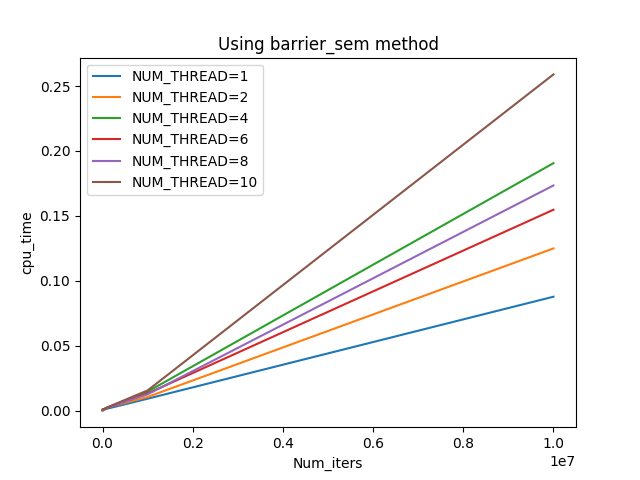 Using barrier_sem method
NUM_THREAD=1
NUM_THREAD=2
NUM_THREAD=4
NUM_THREAD=6
NUM_THREAD=8
NUM_THREAD=10
cpu_time
0.25
0.20
0.15
0.10
0.05
0.00
0.0 0.2 0.4 0.6 0.8 1.0
1e7
Num_iters